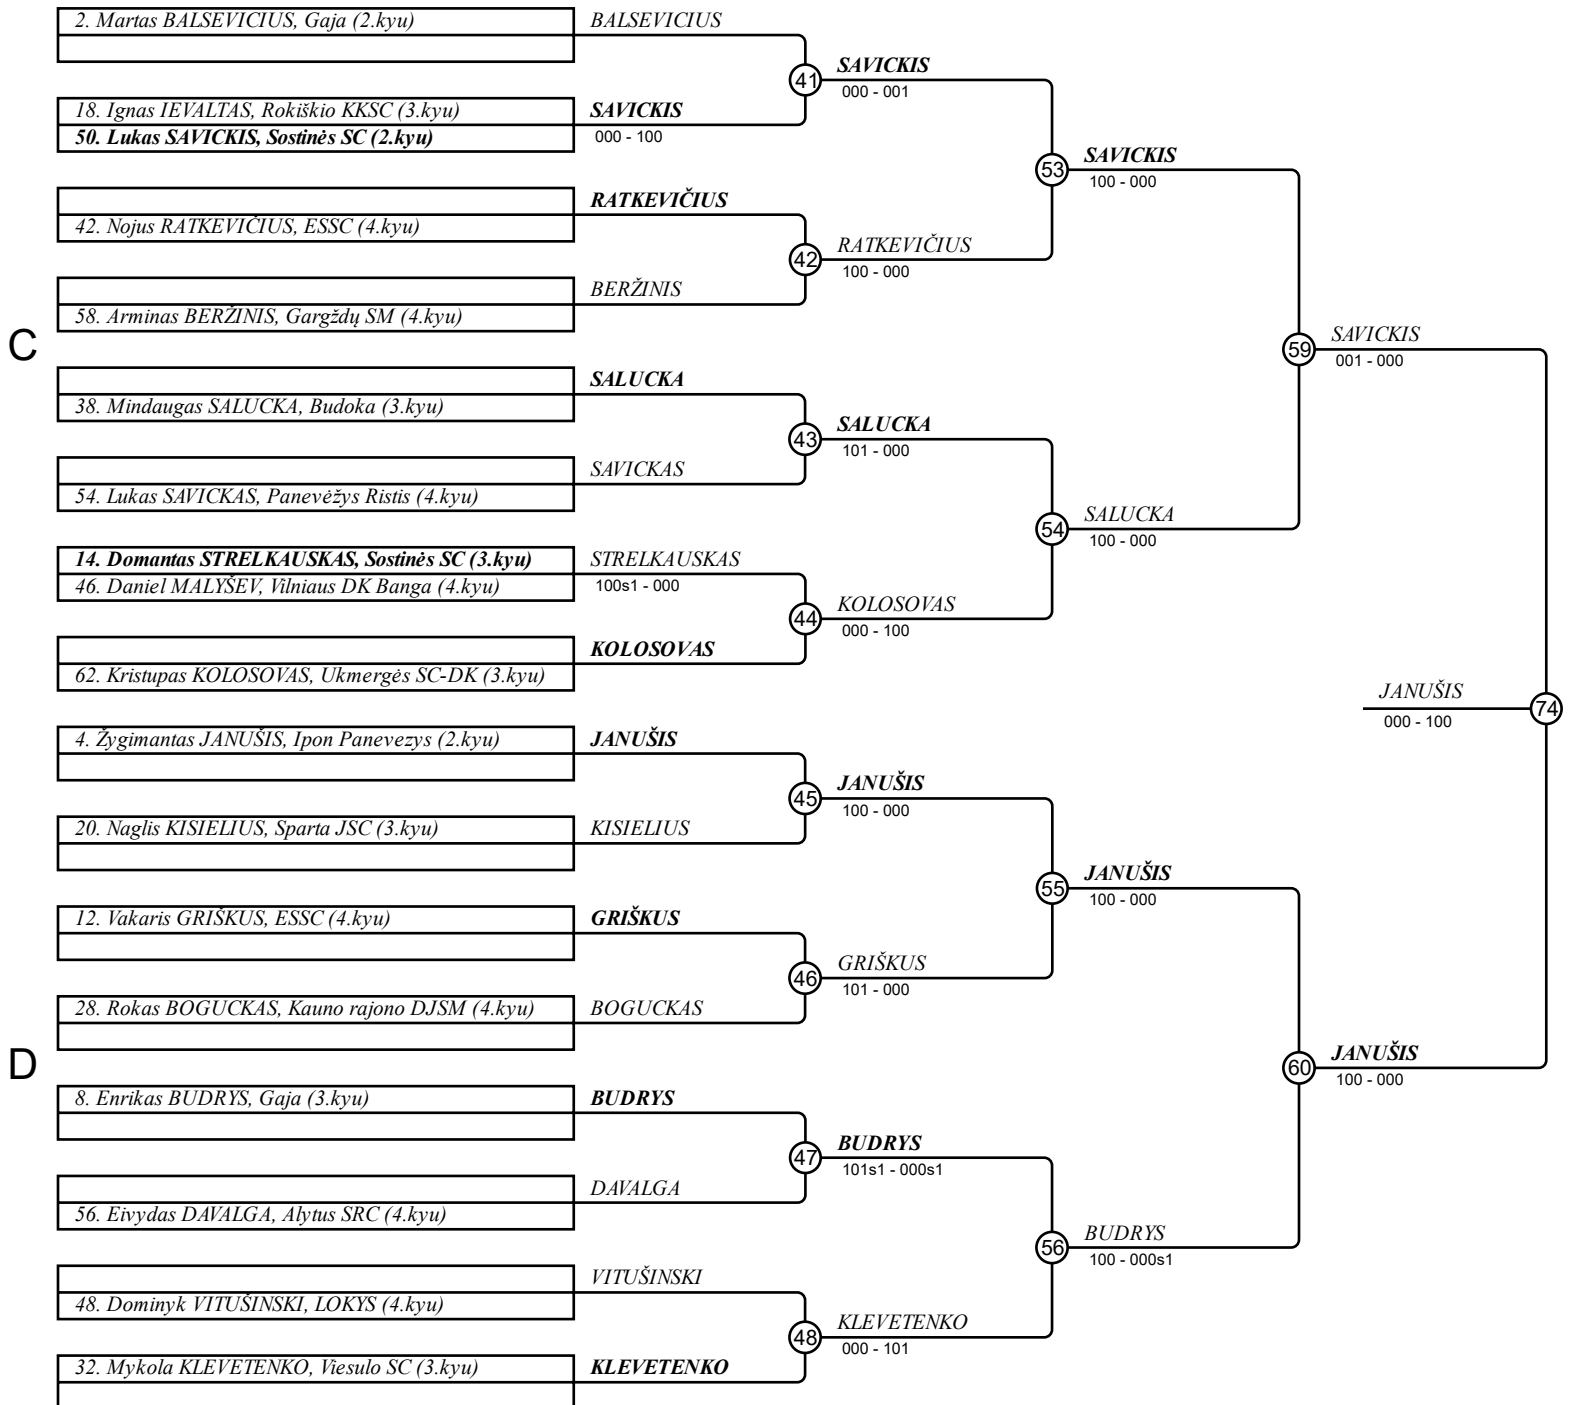 2. Martas BALSEVICIUS, Gaja (2.kyu)
BALSEVICIUS
41
SAVICKIS
000 - 001
18. Ignas IEVALTAS, Rokiškio KKSC (3.kyu)
50. Lukas SAVICKIS, Sostinės SC (2.kyu)
SAVICKIS
000 - 100
53
SAVICKIS
100 - 000
42. Nojus RATKEVIČIUS, ESSC (4.kyu)
RATKEVIČIUS
42
RATKEVIČIUS
100 - 000
58. Arminas BERŽINIS, Gargždų SM (4.kyu)
BERŽINIS
C
59
SAVICKIS
001 - 000
38. Mindaugas SALUCKA, Budoka (3.kyu)
SALUCKA
43
SALUCKA
101 - 000
54. Lukas SAVICKAS, Panevėžys Ristis (4.kyu)
SAVICKAS
54
SALUCKA
100 - 000
14. Domantas STRELKAUSKAS, Sostinės SC (3.kyu)
46. Daniel MALYŠEV, Vilniaus DK Banga (4.kyu)
STRELKAUSKAS
100s1 - 000
44
KOLOSOVAS
000 - 100
62. Kristupas KOLOSOVAS, Ukmergės SC-DK (3.kyu)
KOLOSOVAS
JANUŠIS
000 - 100
74
4. Žygimantas JANUŠIS, Ipon Panevezys (2.kyu)
JANUŠIS
45
JANUŠIS
100 - 000
20. Naglis KISIELIUS, Sparta JSC (3.kyu)
KISIELIUS
55
JANUŠIS
100 - 000
12. Vakaris GRIŠKUS, ESSC (4.kyu)
GRIŠKUS
46
GRIŠKUS
101 - 000
28. Rokas BOGUCKAS, Kauno rajono DJSM (4.kyu)
BOGUCKAS
D
60
JANUŠIS
100 - 000
8. Enrikas BUDRYS, Gaja (3.kyu)
BUDRYS
47
BUDRYS
101s1 - 000s1
56. Eivydas DAVALGA, Alytus SRC (4.kyu)
DAVALGA
56
BUDRYS
100 - 000s1
48. Dominyk VITUŠINSKI, LOKYS (4.kyu)
VITUŠINSKI
48
KLEVETENKO
000 - 101
32. Mykola KLEVETENKO, Viesulo SC (3.kyu)
KLEVETENKO